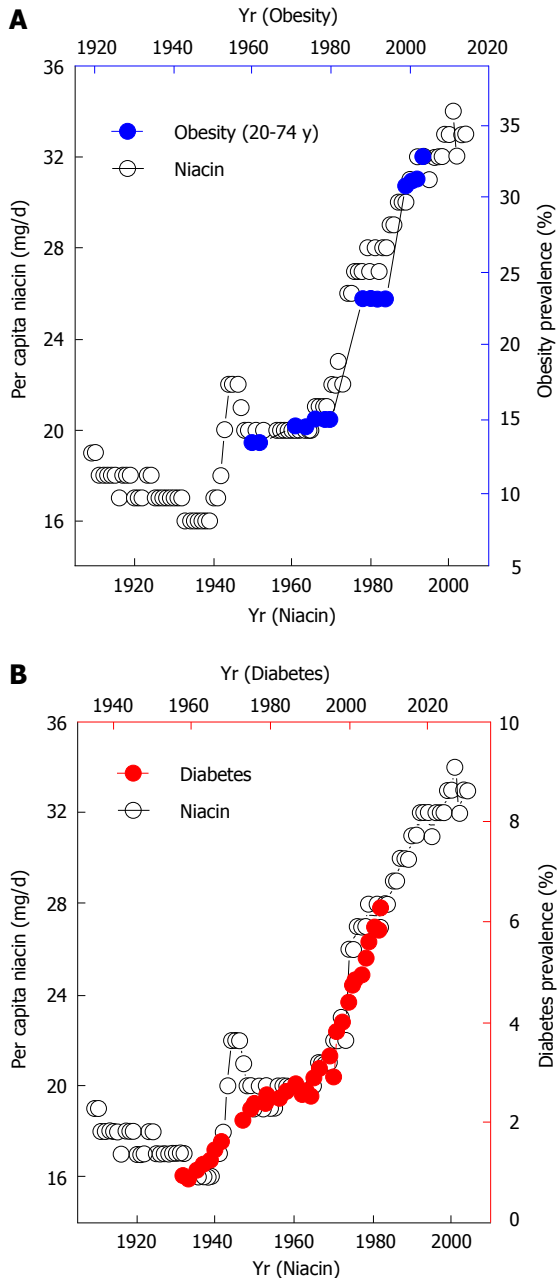 A
Yr (Obesity)
1920 1940 1960 1980 2000 2020
36
32
28
24
20
16
Per capita niacin (mg/d)
Obesity (20-74 y)
Niacin
35
30
25
20
15
10
5
Obesity prevalence (%)
1920 1940 1960 1980 2000
Yr (Niacin)
B
Yr (Diabetes)
1940 1960 1980 2000 2020
36
32
28
24
20
16
Per capita niacin (mg/d)
Diabetes
Niacin
10
8
6
4
2
0
Diabetes prevalence (%)
1920 1940 1960 1980 2000
Yr (Niacin)